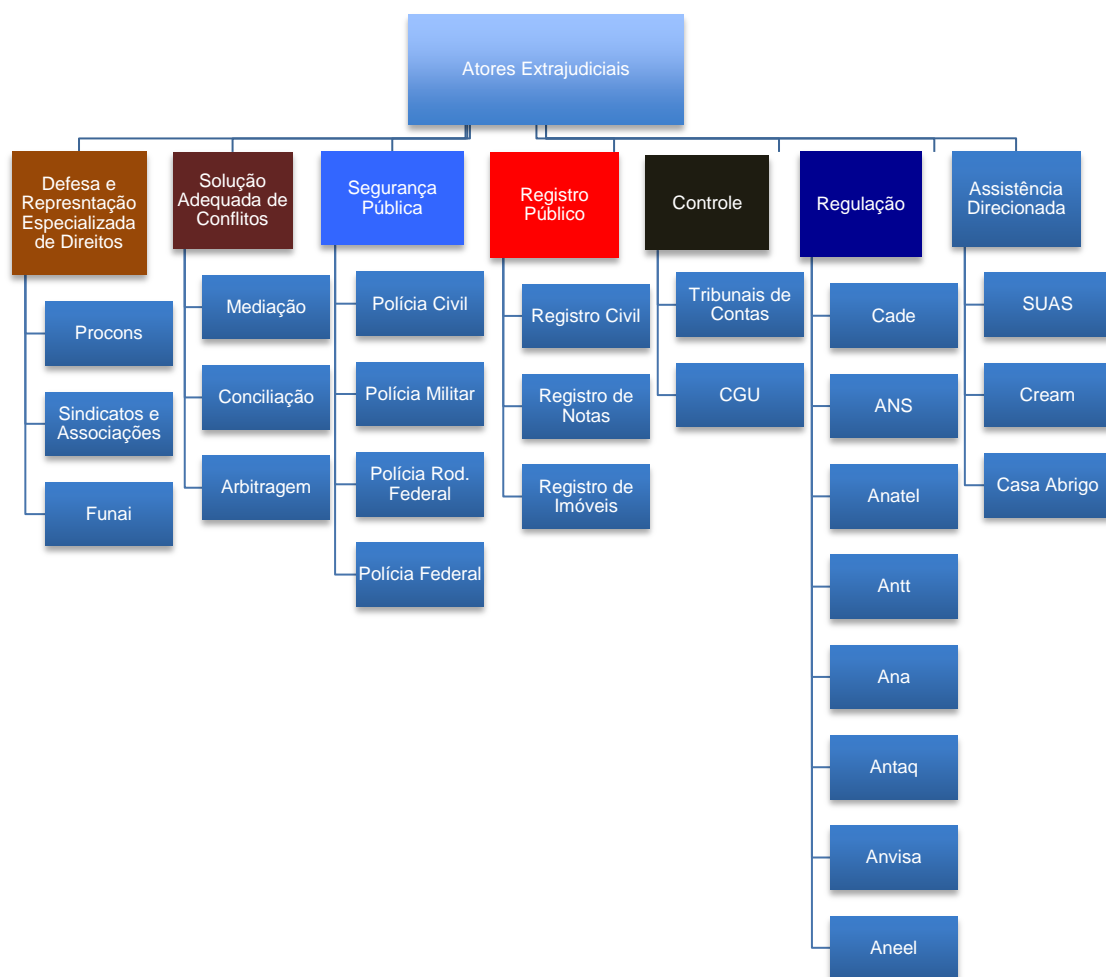 Atores Extrajudiciais
Defesa e
Represntação
Especializada
de Direitos
Procons
Sindicatos e
Associações
Funai
Solução
Adequada de
Conflitos
Mediação
Conciliação
Arbitragem
Segurança
Pública
Polícia Civil
Polícia Militar
Polícia Rod.
Federal
Polícia Federal
Registro
Público
Registro Civil
Registro de
Notas
Registro de
Imóveis
Controle
Tribunais de
Contas
CGU
Regulação
Cade
ANS
Anatel
Antt
Ana
Antaq
Anvisa
Aneel
Assistência
Direcionada
SUAS
Cream
Casa Abrigo